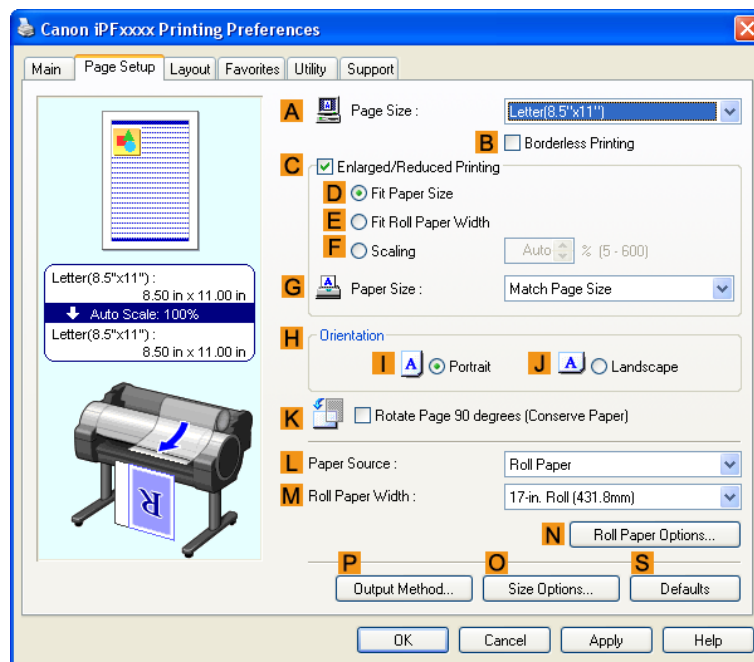 Canon iPFxxxx Printing Preferences
Main Page Setup Layout Favorites Utility Support
A Page Size : Letter(8.5"x11")
B Borderless Printing
C Enlarged/Reduced Printing
D Fit Paper Size
E Fit Roll Paper Width
F Scaling Auto % (5 - 600)
G Paper Size : Match Page Size
Letter(8.5"x11") :
8.50 in x 11.00 in
Auto Scale: 100%
Letter(8.5"x11") :
8.50 in x 11.00 in
H Orientation
I A Portrait J A Landscape
K Rotate Page 90 degrees (Conserve Paper)
L Paper Source : Roll Paper
M Roll Paper Width : 17-in. Roll (431.8mm)
N Roll Paper Options...
R
P O S
Output Method... Size Options... Defaults
OK Cancel Apply Help